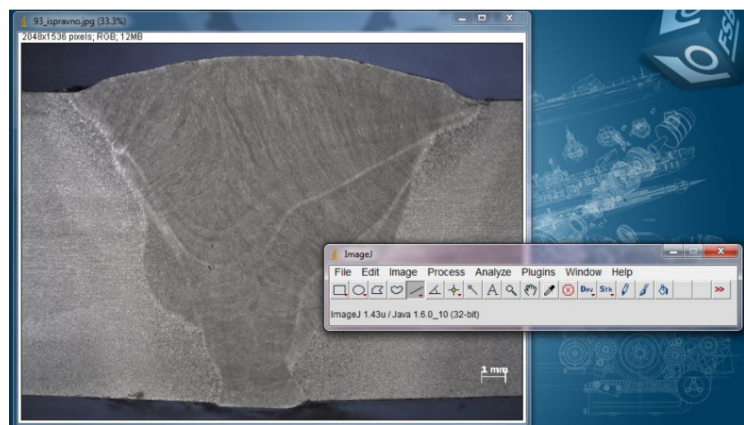 93_ispravno.jpg (33.3%)
2048x1536 pixels; RGB; 12MB
FSB
1 mm
ImageJ
File Edit Image Process Analyze Plugins Window Help
A Dev Stk >>
ImageJ 1.43u / Java 1.6.0_10 (32-bit)